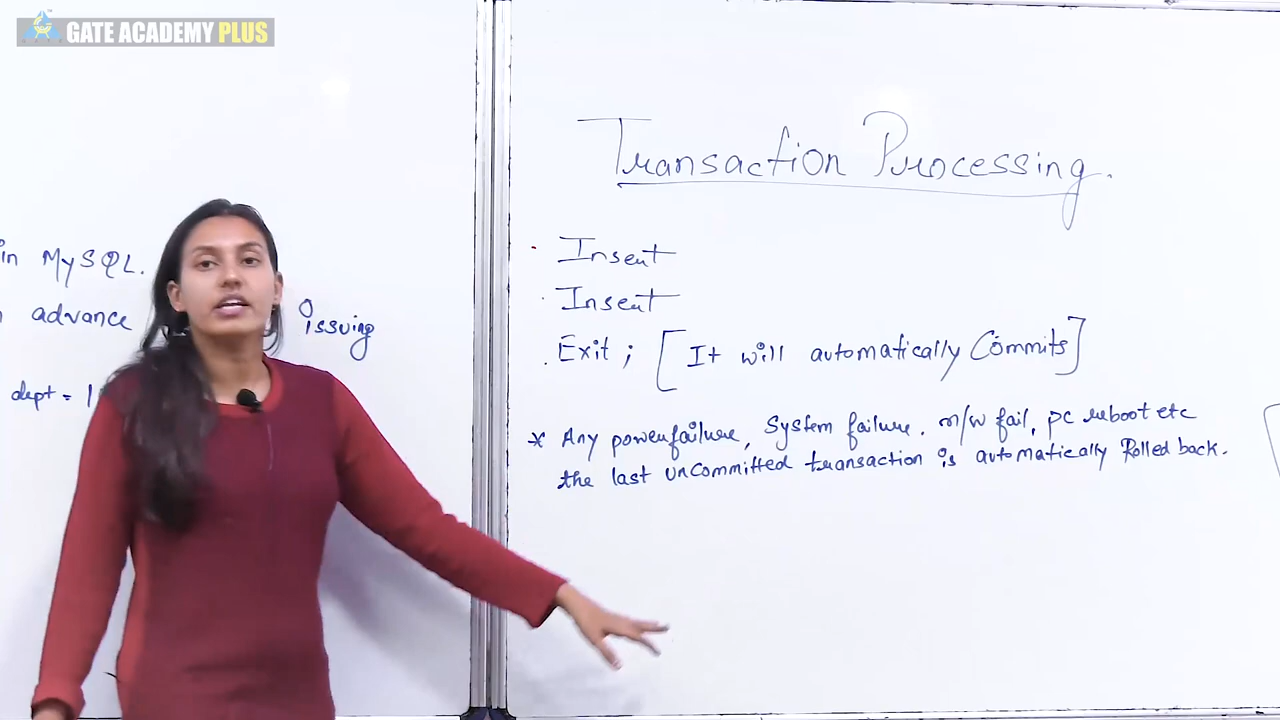 GATE ACADEMY PLUS
in MySQL.
advance issuing
dept = 1
Transaction Processing.
. Insert
. Insert
. Exit ; [ It will automatically Commits ]
* Any powerfailure, System failure. n/w fail, pc reboot etc
the last uncommitted transaction is automatically Rolled back.